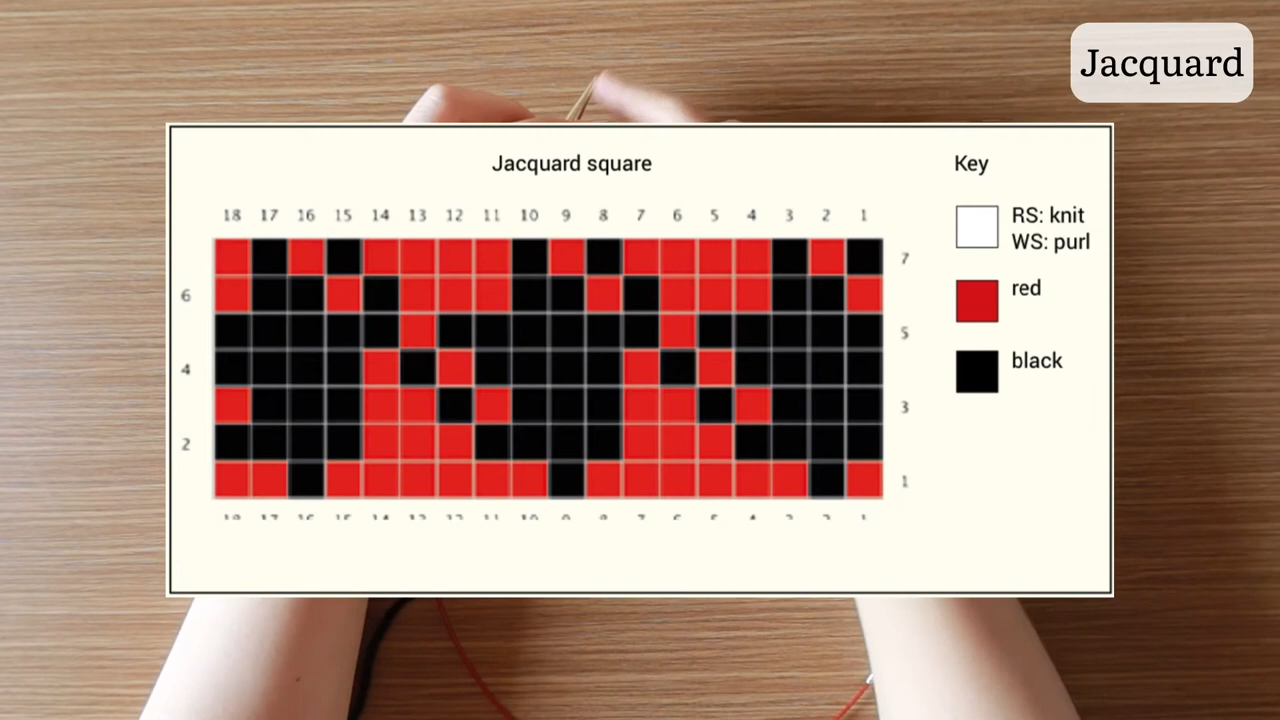 Jacquard
Jacquard square
Key
18 17 16 15 14 13 12 11 10 9 8 7 6 5 4 3 2 1
RS: knit
WS: purl
7
6
red
5
4
black
3
2
1